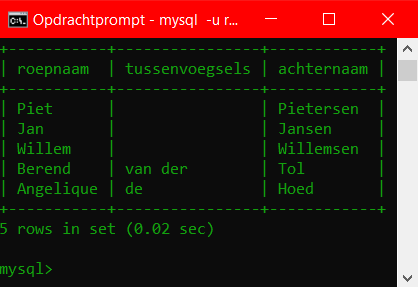 Opdrachtprompt - mysql -u r...
+-----------+---------------+------------+
| roepnaam  | tussenvoegsels | achternaam |
+-----------+---------------+------------+
| Piet      |                | Pietersen  |
| Jan       |                | Jansen     |
| Willem    |                | Willemsen  |
| Berend    | van der        | Tol        |
| Angelique | de             | Hoed       |
+-----------+---------------+------------+
5 rows in set (0.02 sec)
mysql>